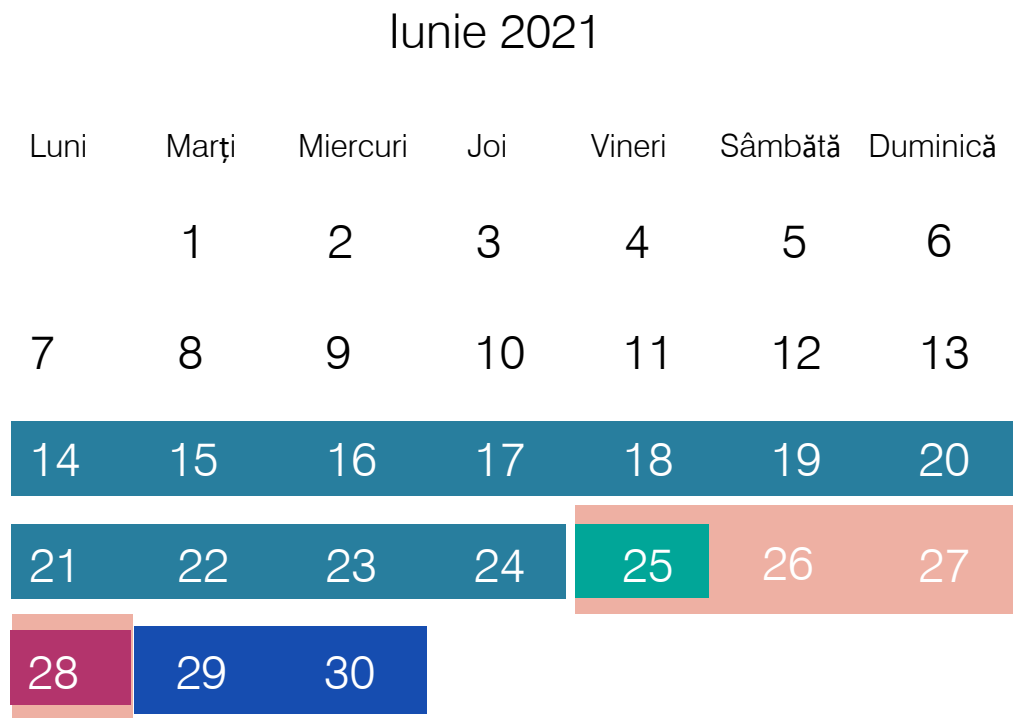 Iunie 2021
Luni Marți Miercuri Joi Vineri Sâmbătă Duminică
1 2 3 4 5 6
7 8 9 10 11 12 13
14 15 16 17 18 19 20
21 22 23 24 25 26 27
28 29 30